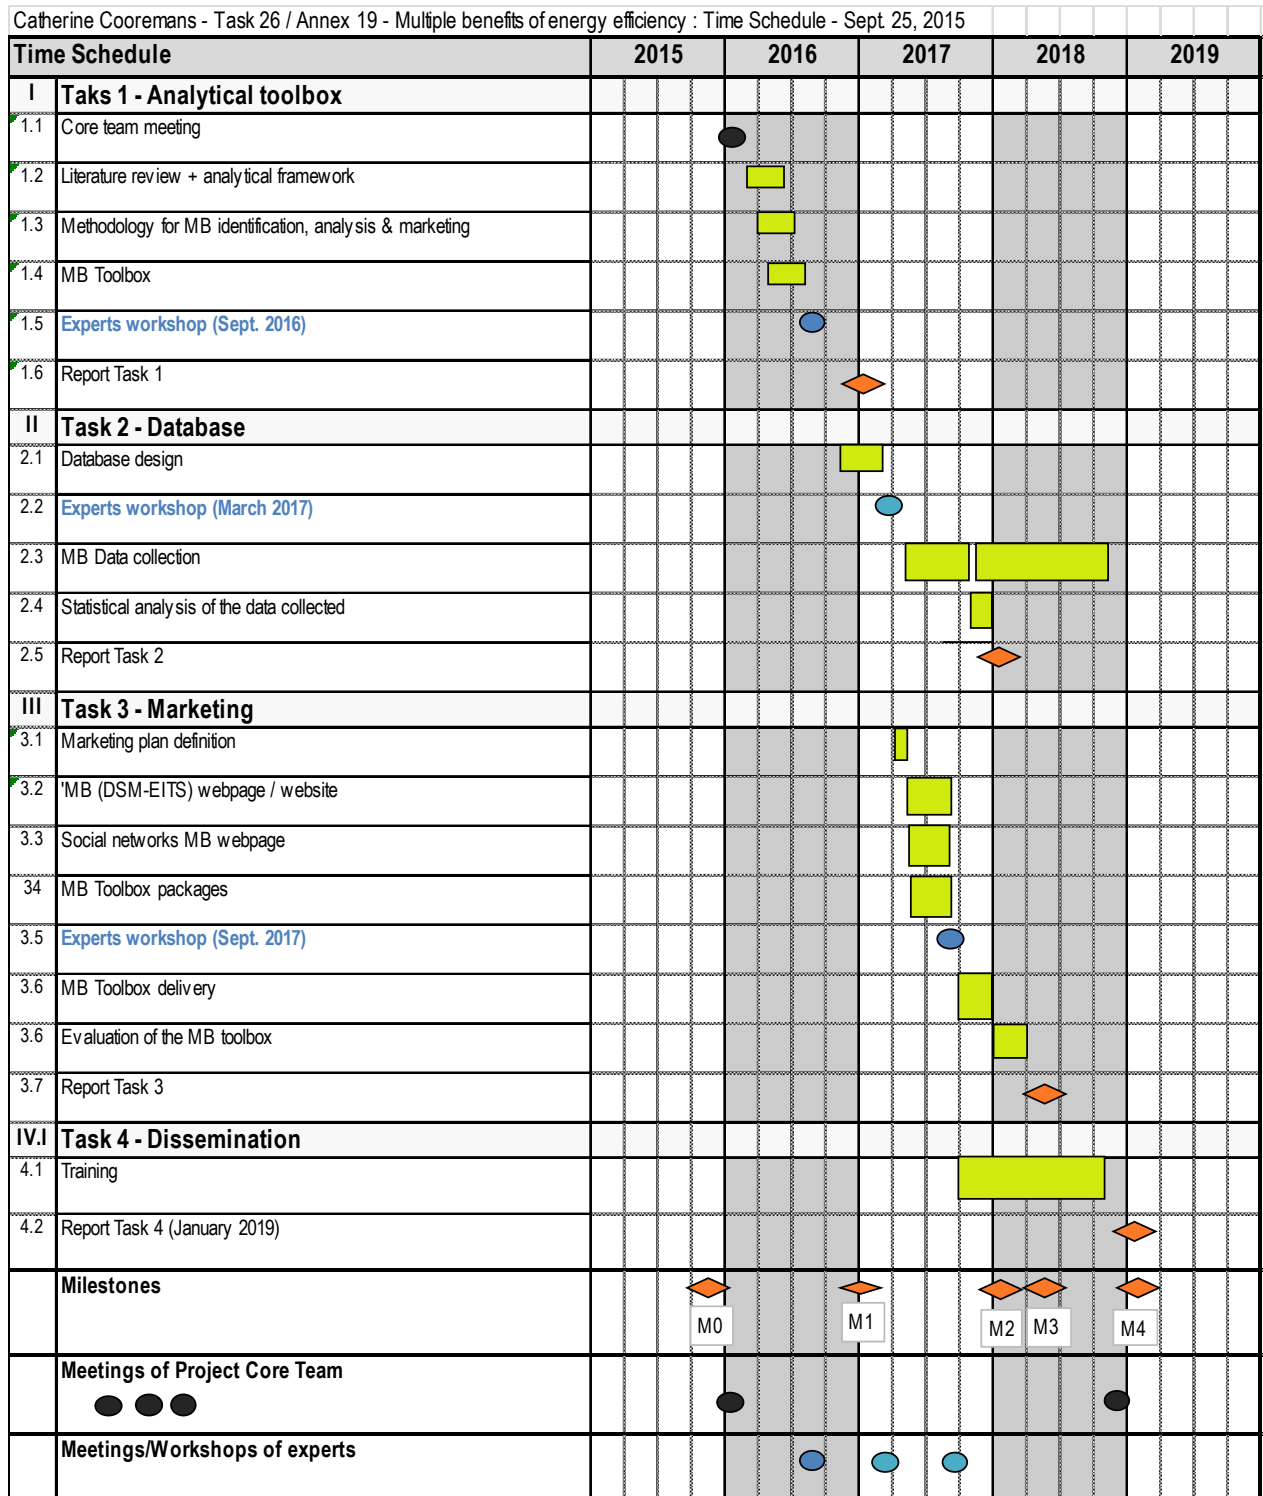 Catherine Cooremans - Task 26 / Annex 19 - Multiple benefits of energy efficiency : Time Schedule - Sept. 25, 2015
Time Schedule 2015 2016 2017 2018 2019
I Taks 1 - Analytical toolbox
1.1 Core team meeting
1.2 Literature review + analytical framework
1.3 Methodology for MB identification, analysis & marketing
1.4 MB Toolbox
1.5 Experts workshop (Sept. 2016)
1.6 Report Task 1
II Task 2 - Database
2.1 Database design
2.2 Experts workshop (March 2017)
2.3 MB Data collection
2.4 Statistical analysis of the data collected
2.5 Report Task 2
III Task 3 - Marketing
3.1 Marketing plan definition
3.2 'MB (DSM-EITS) webpage / website
3.3 Social networks MB webpage
34 MB Toolbox packages
3.5 Experts workshop (Sept. 2017)
3.6 MB Toolbox delivery
3.6 Evaluation of the MB toolbox
3.7 Report Task 3
IV.I Task 4 - Dissemination
4.1 Training
4.2 Report Task 4 (January 2019)
Milestones
M0 M1 M2 M3 M4
Meetings of Project Core Team
Meetings/Workshops of experts